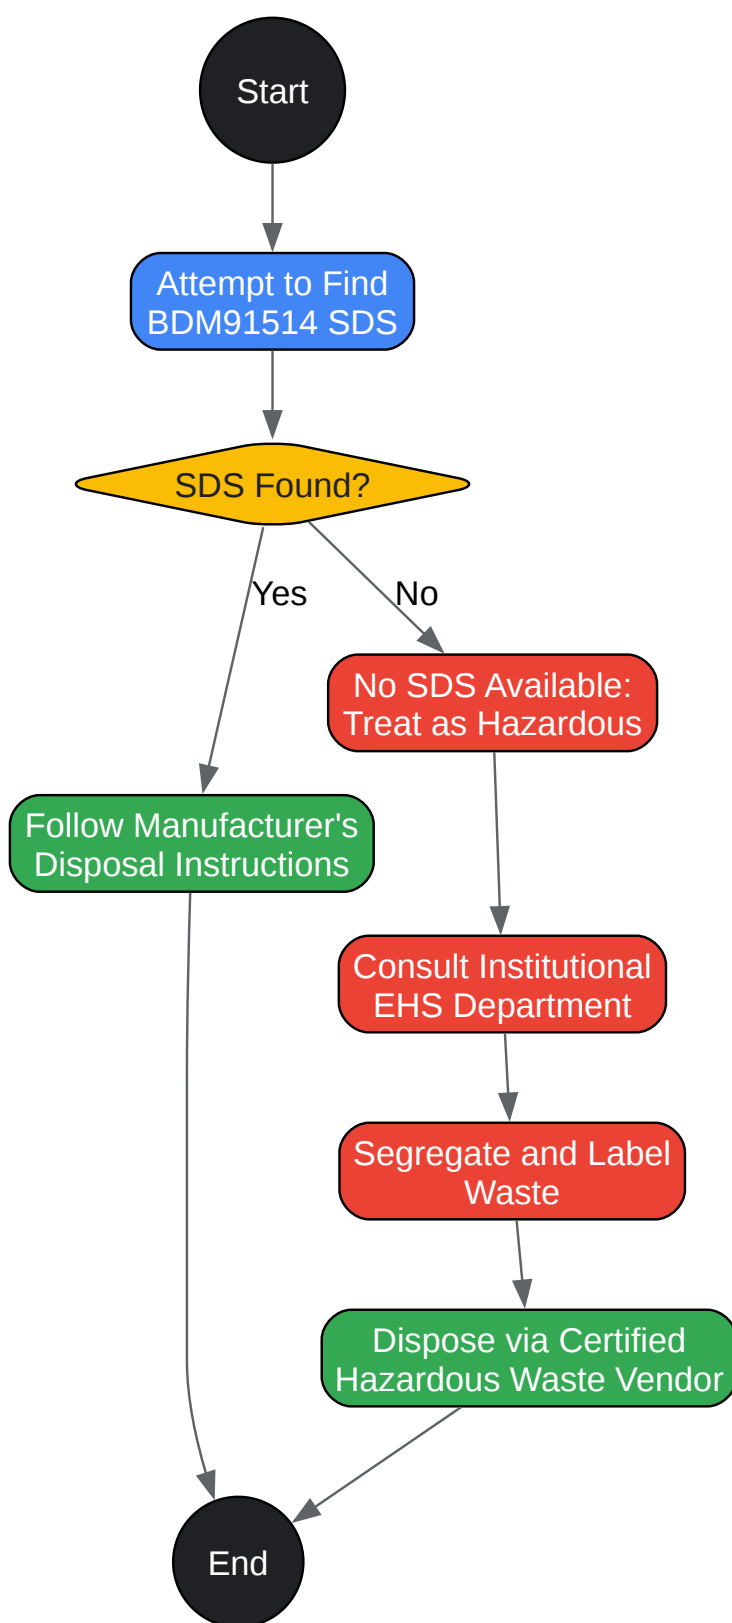 Start
Attempt to Find
BDM91514 SDS
SDS Found?
Yes
No
No SDS Available:
Treat as Hazardous
Follow Manufacturer's
Disposal Instructions
Consult Institutional
EHS Department
Segregate and Label
Waste
Dispose via Certified
Hazardous Waste Vendor
End